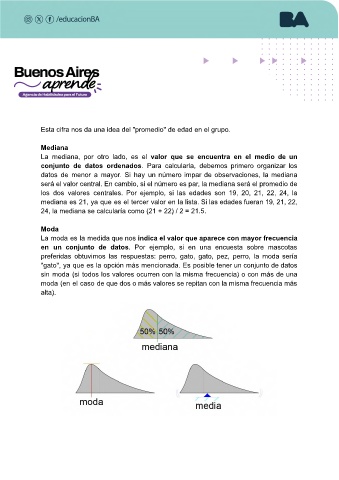 /educacionBA
BA
Buenos Aires
aprende
Agencia de Habilidades para el Futuro
Esta cifra nos da una idea del "promedio" de edad en el grupo.
Mediana
La mediana, por otro lado, es el valor que se encuentra en el medio de un
conjunto de datos ordenados. Para calcularla, debemos primero organizar los
datos de menor a mayor. Si hay un número impar de observaciones, la mediana
será el valor central. En cambio, si el número es par, la mediana será el promedio de
los dos valores centrales. Por ejemplo, si las edades son 19, 20, 21, 22, 24, la
mediana es 21, ya que es el tercer valor en la lista. Si las edades fueran 19, 21, 22,
24, la mediana se calcularía como (21 + 22) / 2 = 21.5.
Moda
La moda es la medida que nos indica el valor que aparece con mayor frecuencia
en un conjunto de datos. Por ejemplo, si en una encuesta sobre mascotas
preferidas obtuvimos las respuestas: perro, gato, gato, pez, perro, la moda sería
"gato", ya que es la opción más mencionada. Es posible tener un conjunto de datos
sin moda (si todos los valores ocurren con la misma frecuencia) o con más de una
moda (en el caso de que dos o más valores se repitan con la misma frecuencia más
alta).
50% 50%
mediana
moda
media